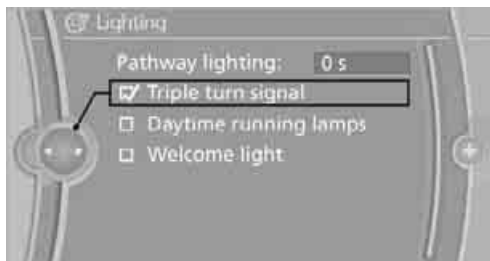 Lighting
Pathway lighting: 0 s
Triple turn signal
Daytime running lamps
Welcome light